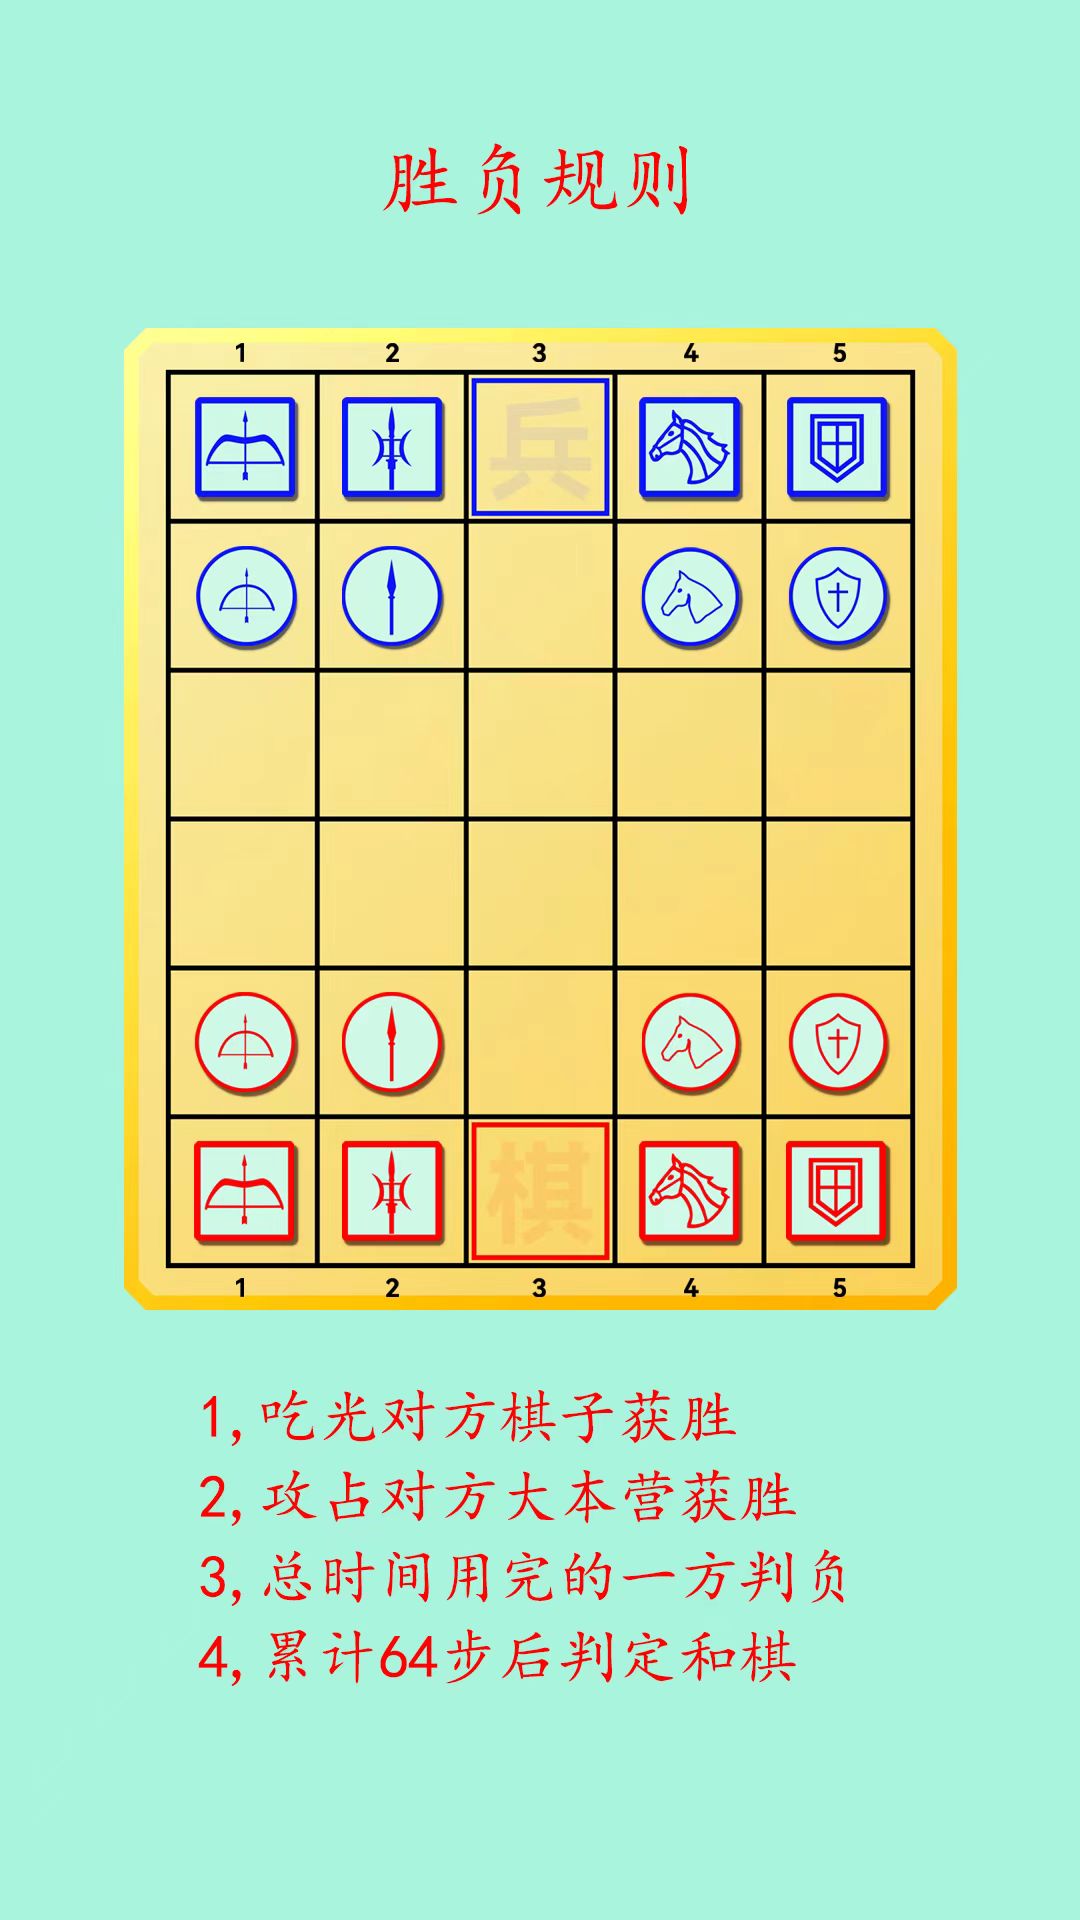 胜负规则
1 2 3 4 5
兵
棋
1 2 3 4 5
1,吃光对方棋子获胜
2,攻占对方大本营获胜
3,总时间用完的一方判负
4,累计64步后判定和棋